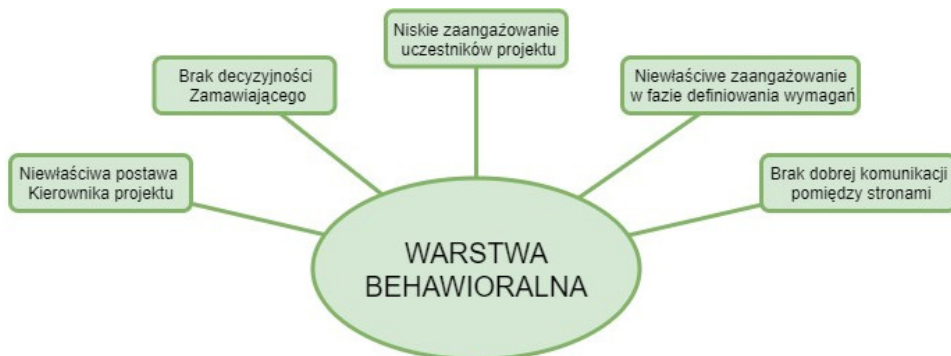 Niskie zaangażowanie
uczestników projektu
Brak decyzyjności
Zamawiającego
Niewłaściwe zaangażowanie
w fazie definiowania wymagań
Niewłaściwa postawa
Kierownika projektu
Brak dobrej komunikacji
pomiędzy stronami
WARSTWA
BEHAWIORALNA